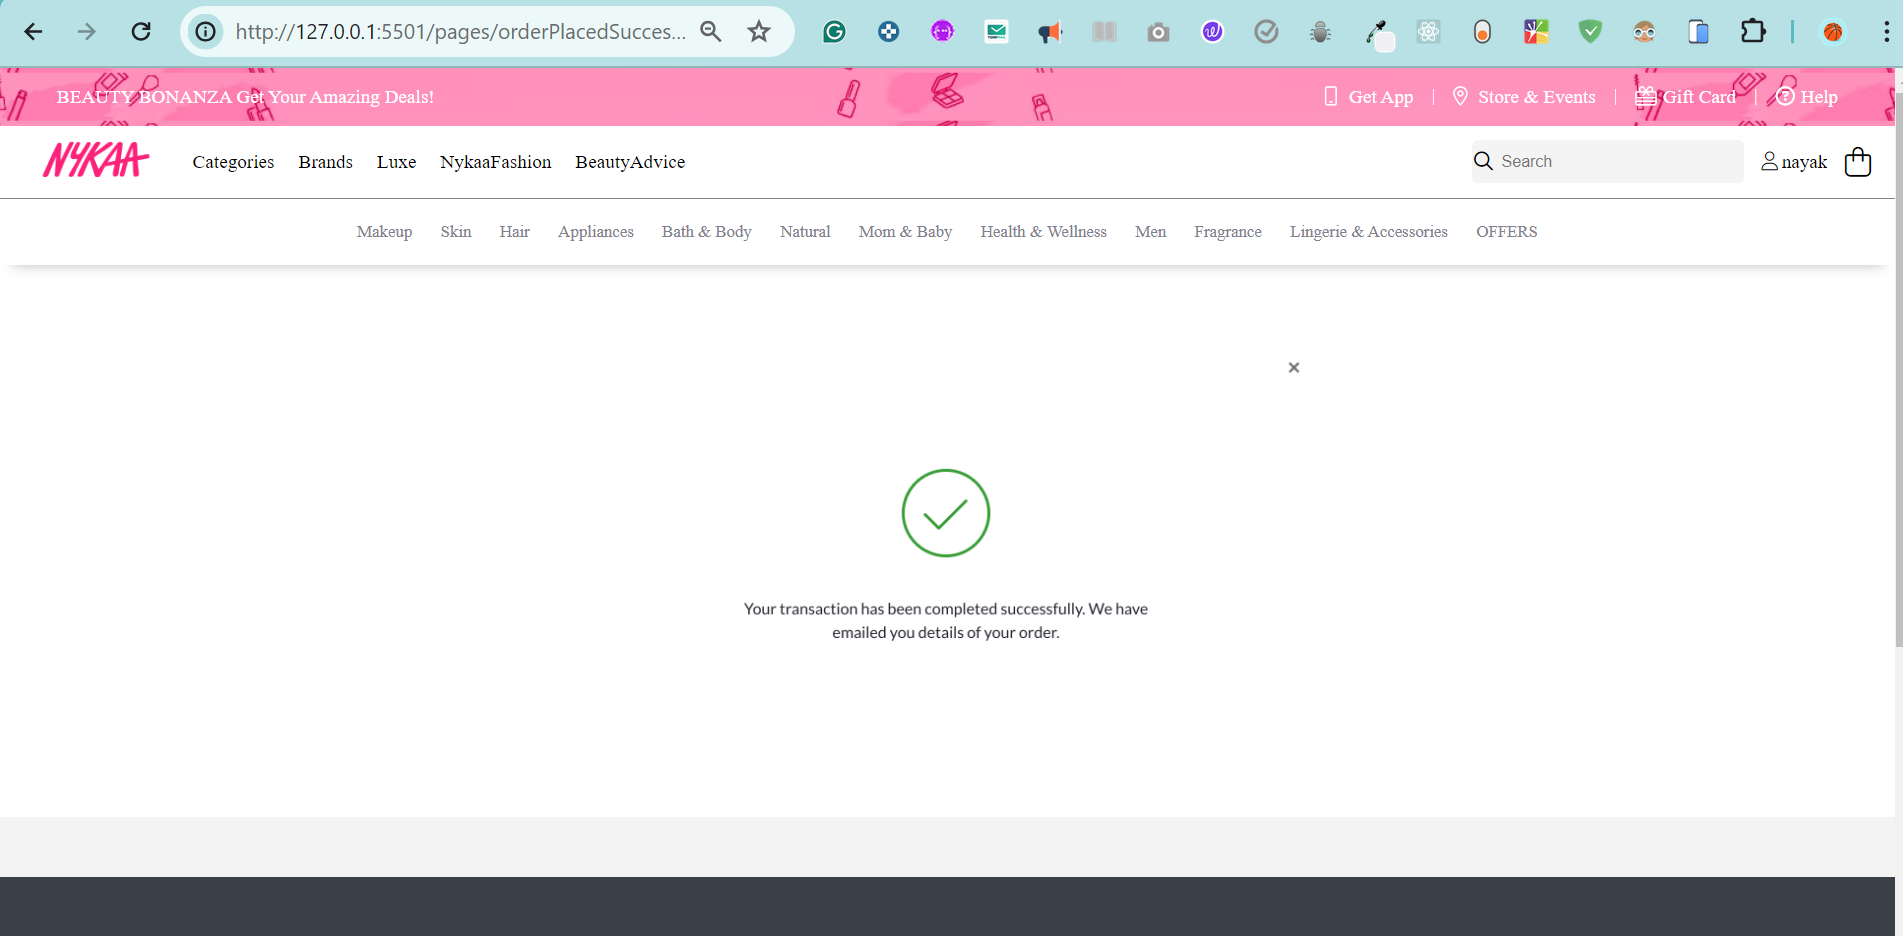 http://127.0.0.1:5501/pages/orderPlacedSucces...
BEAUTY BONANZA Get Your Amazing Deals!
Get App
Store & Events
Gift Card
Help
NYKAA
Categories
Brands
Luxe
NykaaFashion
BeautyAdvice
Search
nayak
Makeup
Skin
Hair
Appliances
Bath & Body
Natural
Mom & Baby
Health & Wellness
Men
Fragrance
Lingerie & Accessories
OFFERS
Your transaction has been completed successfully. We have
emailed you details of your order.